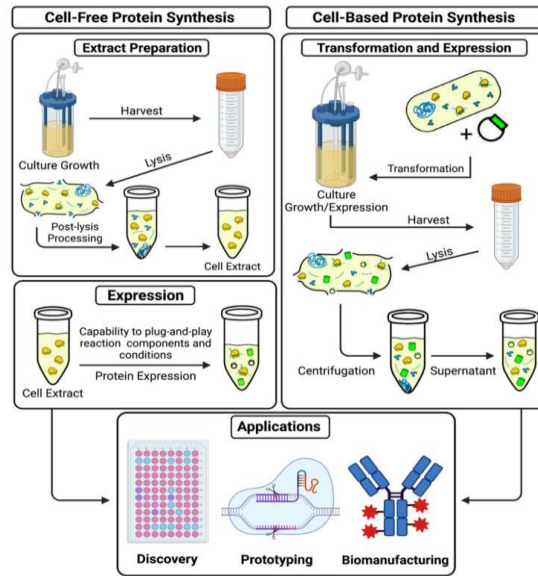 Cell-Free Protein Synthesis
Extract Preparation
Harvest
Culture Growth
Lysis
Post-lysis
Processing
Cell Extract
Expression
Capability to plug-and-play
reaction components and
conditions
Protein Expression
Cell Extract
Cell-Based Protein Synthesis
Transformation and Expression
Transformation
Culture
Growth/Expression
Harvest
Lysis
Centrifugation
Supernatant
Applications
Discovery
Prototyping
Biomanufacturing